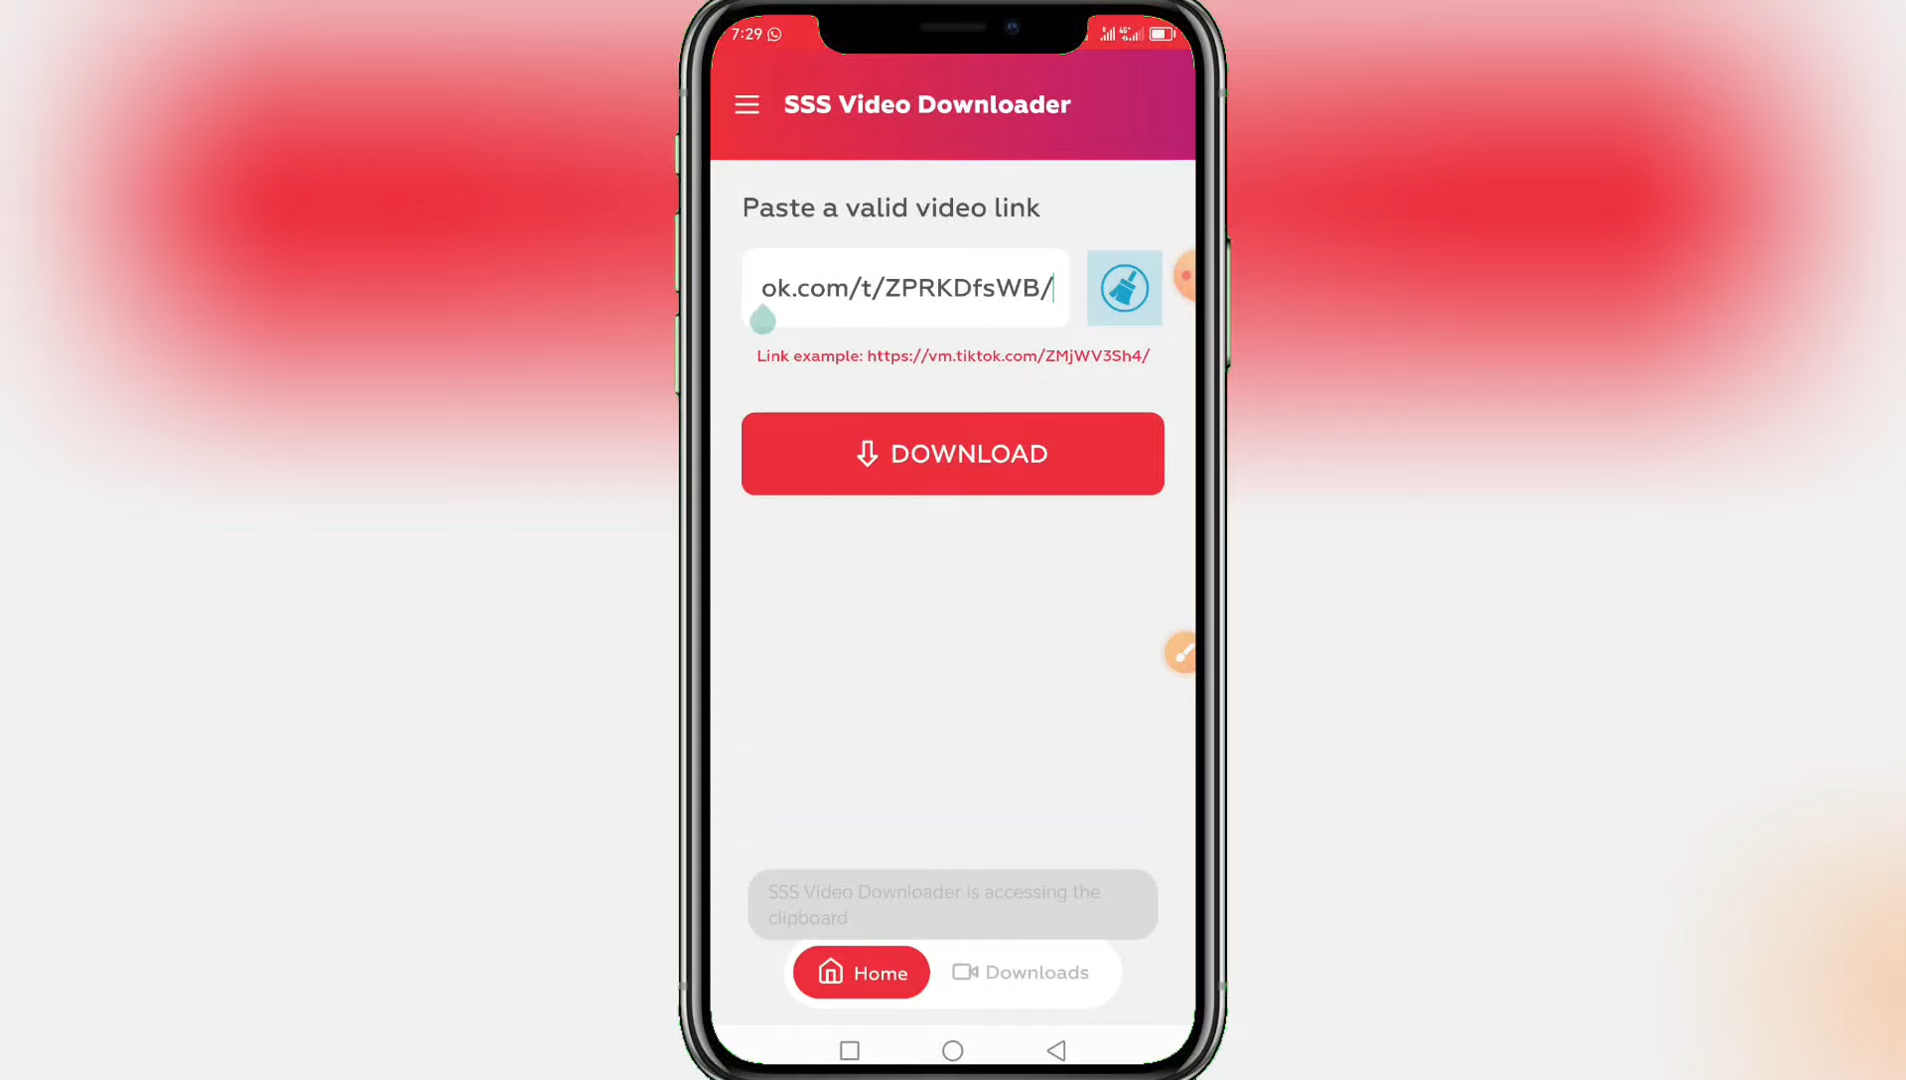 7:29
SSS Video Downloader
Paste a valid video link
ok.com/t/ZPRKDfsWB/
Link example: https://vm.tiktok.com/ZMjWV3Sh4/
DOWNLOAD
SSS Video Downloader is accessing the
clipboard
Home
Downloads